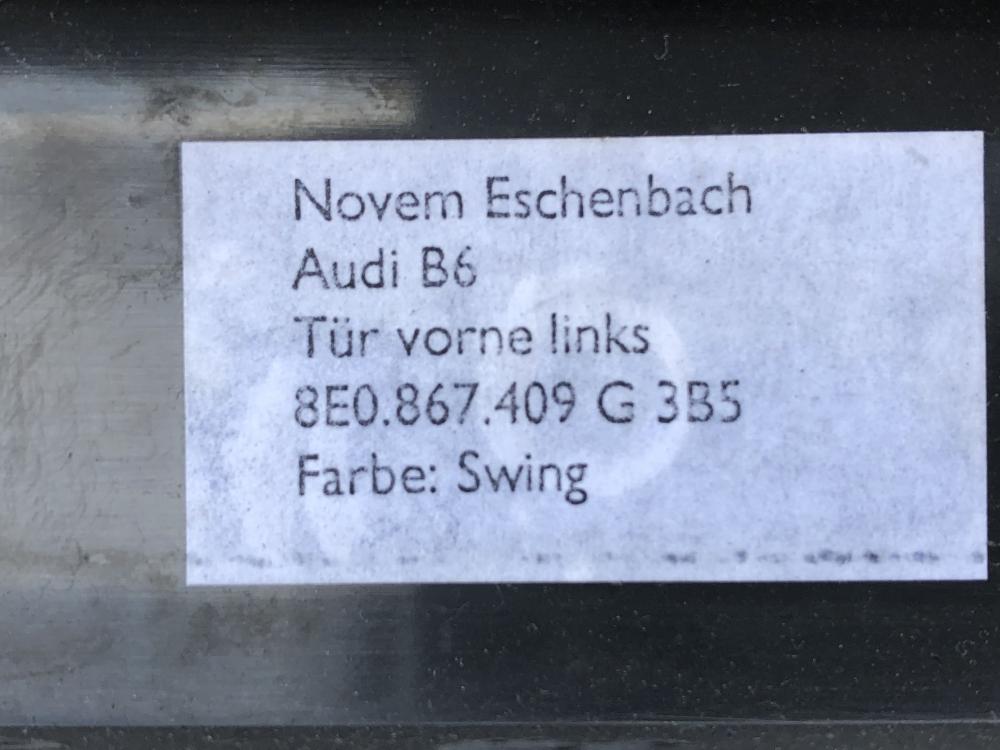 Novem Eschenbach
Audi B6
Tür vorne links
8E0.867.409 G 3B5
Farbe: Swing